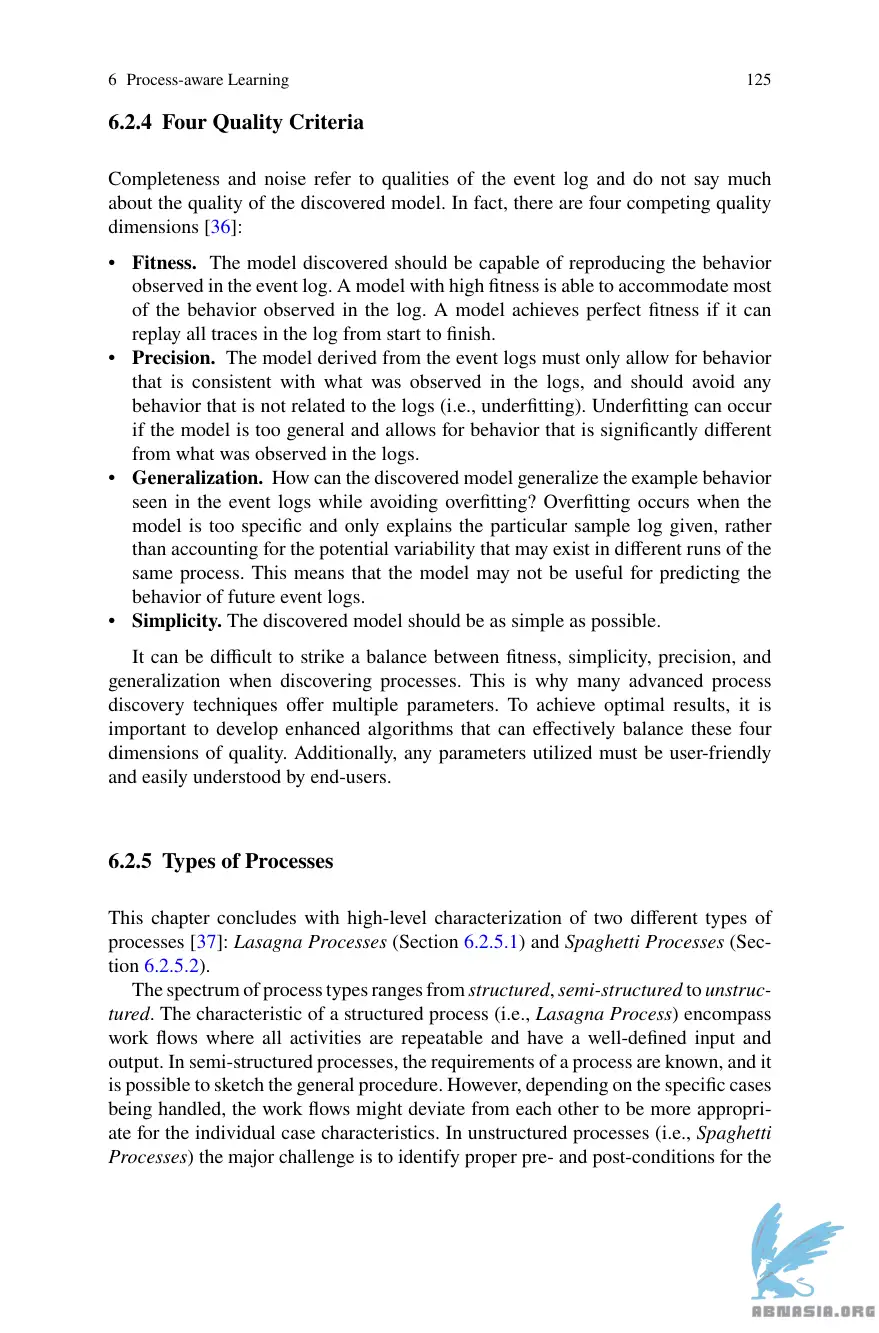 6 Process-aware Learning 125
6.2.4 Four Quality Criteria
Completeness and noise refer to qualities of the event log and do not say much
about the quality of the discovered model. In fact, there are four competing quality
dimensions [36]:
• Fitness. The model discovered should be capable of reproducing the behavior
observed in the event log. A model with high fitness is able to accommodate most
of the behavior observed in the log. A model achieves perfect fitness if it can
replay all traces in the log from start to finish.
• Precision. The model derived from the event logs must only allow for behavior
that is consistent with what was observed in the logs, and should avoid any
behavior that is not related to the logs (i.e., underfitting). Underfitting can occur
if the model is too general and allows for behavior that is significantly different
from what was observed in the logs.
• Generalization. How can the discovered model generalize the example behavior
seen in the event logs while avoiding overfitting? Overfitting occurs when the
model is too specific and only explains the particular sample log given, rather
than accounting for the potential variability that may exist in different runs of the
same process. This means that the model may not be useful for predicting the
behavior of future event logs.
• Simplicity. The discovered model should be as simple as possible.
It can be difficult to strike a balance between fitness, simplicity, precision, and
generalization when discovering processes. This is why many advanced process
discovery techniques offer multiple parameters. To achieve optimal results, it is
important to develop enhanced algorithms that can effectively balance these four
dimensions of quality. Additionally, any parameters utilized must be user-friendly
and easily understood by end-users.
6.2.5 Types of Processes
This chapter concludes with high-level characterization of two different types of
processes [37]: Lasagna Processes (Section 6.2.5.1) and Spaghetti Processes (Sec-
tion 6.2.5.2).
The spectrum of process types ranges from structured, semi-structured to unstruc-
tured. The characteristic of a structured process (i.e., Lasagna Process) encompass
work flows where all activities are repeatable and have a well-defined input and
output. In semi-structured processes, the requirements of a process are known, and it
is possible to sketch the general procedure. However, depending on the specific cases
being handled, the work flows might deviate from each other to be more appropri-
ate for the individual case characteristics. In unstructured processes (i.e., Spaghetti
Processes) the major challenge is to identify proper pre- and post-conditions for the
ABNASIA.ORG